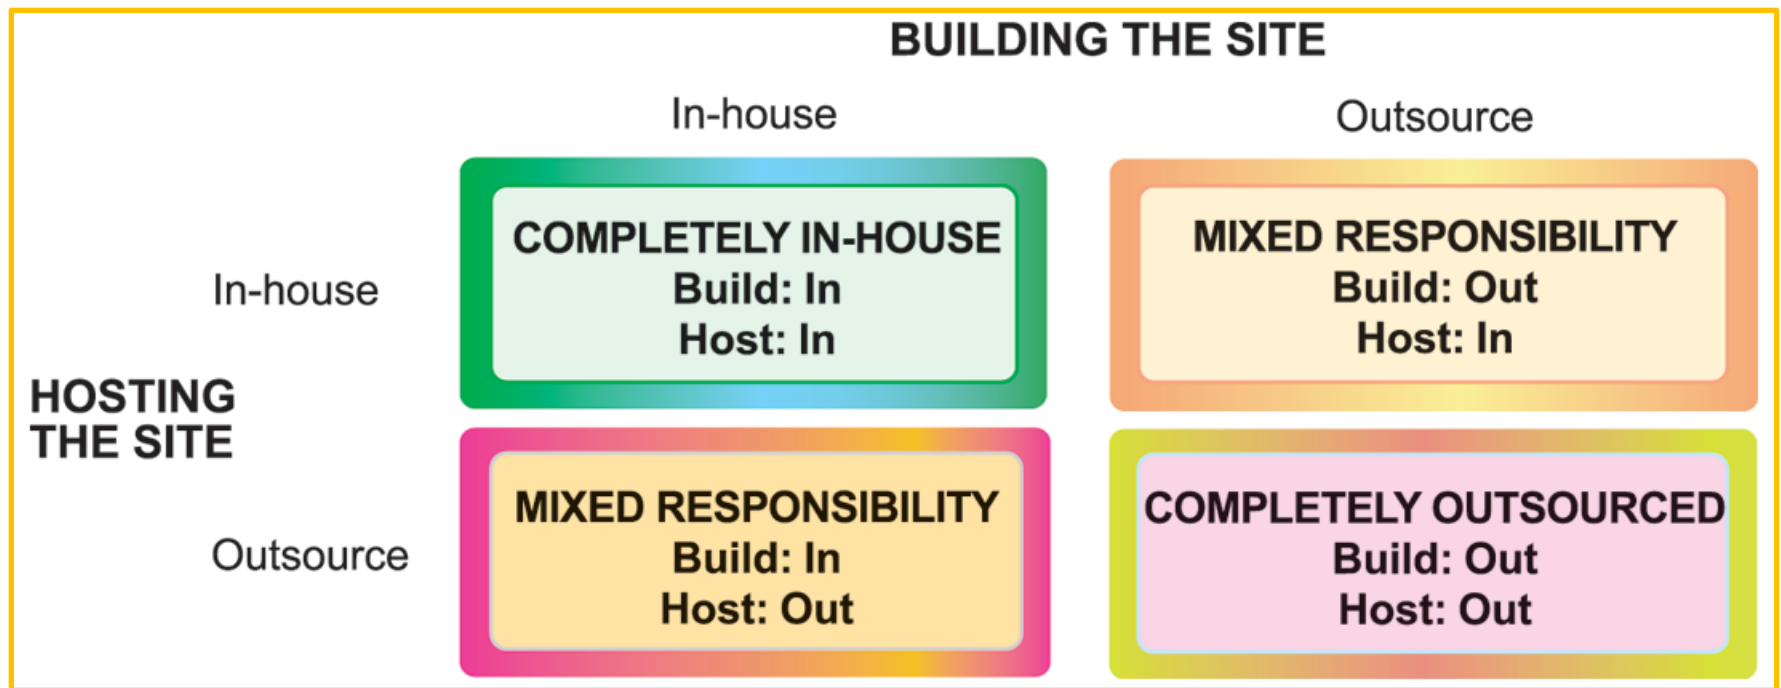 BUILDING THE SITE
In-house
Outsource
In-house
COMPLETELY IN-HOUSE
Build: In
Host: In
MIXED RESPONSIBILITY
Build: Out
Host: In
HOSTING
THE SITE
Outsource
MIXED RESPONSIBILITY
Build: In
Host: Out
COMPLETELY OUTSOURCED
Build: Out
Host: Out